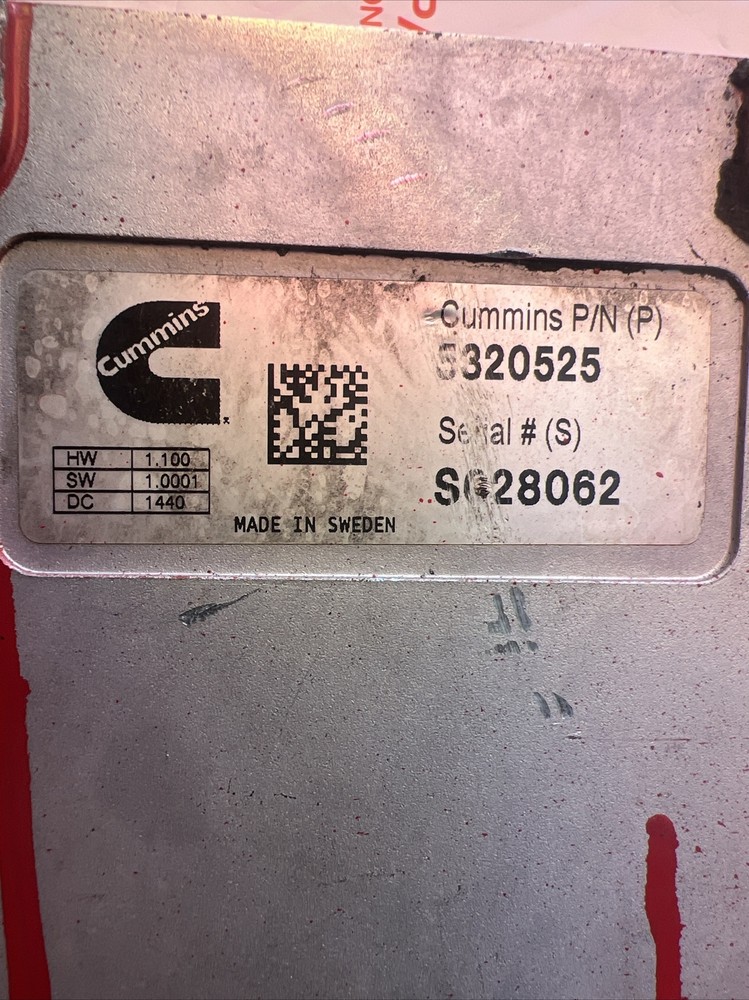 Cummins
Cummins P/N (P)
5320525
Serial # (S)
HW 1.100
SW 1.0001
DC 1440
MADE IN SWEDEN